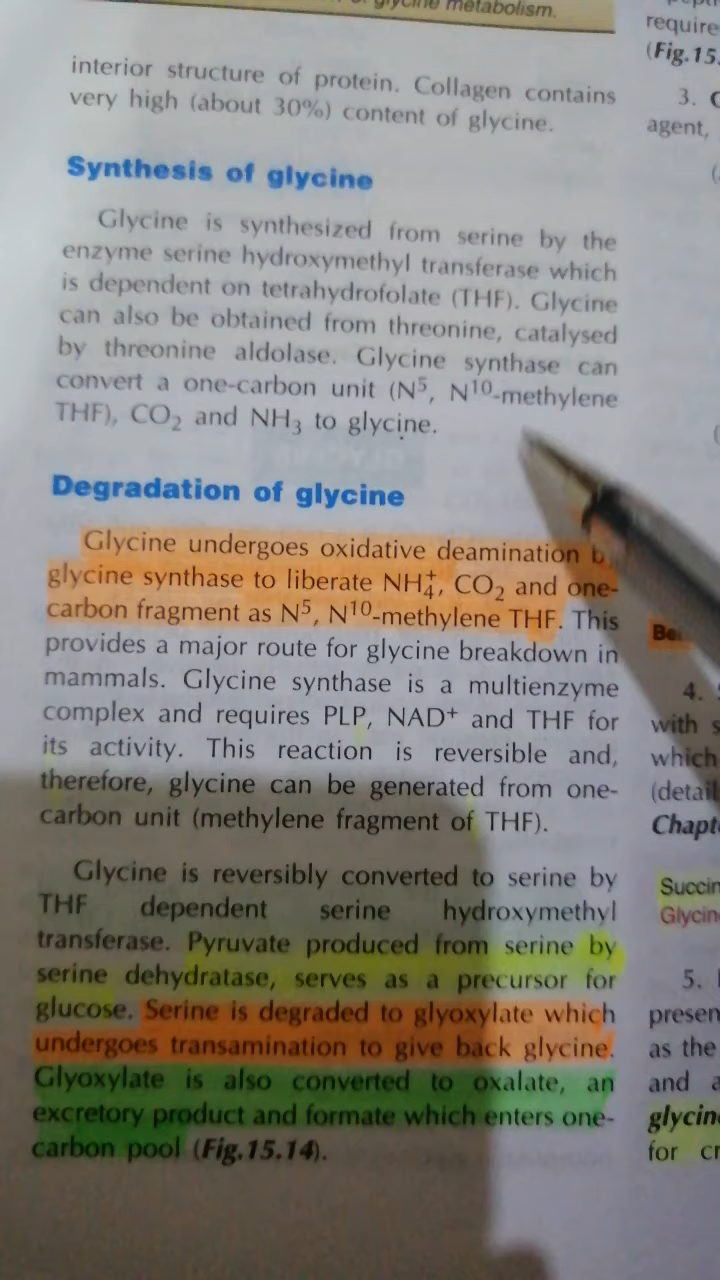 of glycine metabolism.
interior structure of protein. Collagen contains
very high (about 30%) content of glycine.
Synthesis of glycine
Glycine is synthesized from serine by the
enzyme serine hydroxymethyl transferase which
is dependent on tetrahydrofolate (THF). Glycine
can also be obtained from threonine, catalysed
by threonine aldolase. Glycine synthase can
convert a one-carbon unit (N⁵, N¹⁰-methylene
THF), CO₂ and NH₃ to glycine.
Degradation of glycine
Glycine undergoes oxidative deamination b
glycine synthase to liberate NH₄⁺, CO₂ and one-
carbon fragment as N⁵, N¹⁰-methylene THF. This
provides a major route for glycine breakdown in
mammals. Glycine synthase is a multienzyme
complex and requires PLP, NAD⁺ and THF for
its activity. This reaction is reversible and,
therefore, glycine can be generated from one-
carbon unit (methylene fragment of THF).
Glycine is reversibly converted to serine by
THF dependent serine hydroxymethyl
transferase. Pyruvate produced from serine by
serine dehydratase, serves as a precursor for
glucose. Serine is degraded to glyoxylate which
undergoes transamination to give back glycine.
Glyoxylate is also converted to oxalate, an
excretory product and formate which enters one-
carbon pool (Fig.15.14).
require
(Fig.15.
3.
agent,
(
(
Be
4.
with s
which
(detail
Chapt
Succin
Glycin
5.
presen
as the
and a
glycin
for cr